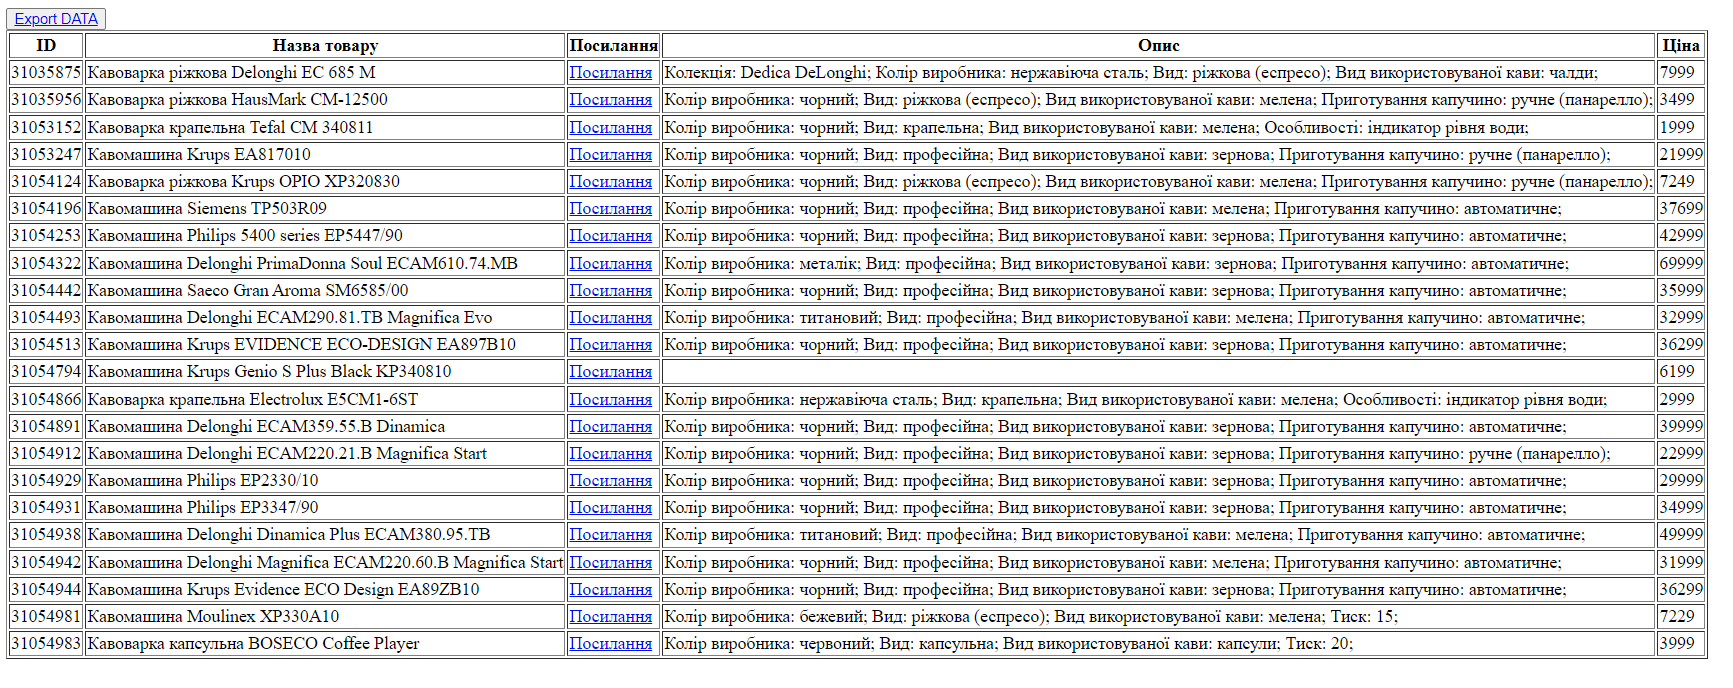 Export DATA
ID Назва товару Посилання Опис Ціна
31035875 Кавоварка ріжкова Delonghi EC 685 M Посилання Колекція: Dedica DeLonghi; Колір виробника: нержавіюча сталь; Вид: ріжкова (еспресо); Вид використовуваної кави: чалди; 7999
31035956 Кавоварка ріжкова HausMark CM-12500 Посилання Колір виробника: чорний; Вид: ріжкова (еспресо); Вид використовуваної кави: мелена; Приготування капучино: ручне (панарелло); 3499
31053152 Кавоварка крапельна Tefal CM 340811 Посилання Колір виробника: чорний; Вид: крапельна; Вид використовуваної кави: мелена; Особливості: індикатор рівня води; 1999
31053247 Кавомашина Krups EA817010 Посилання Колір виробника: чорний; Вид: професійна; Вид використовуваної кави: зернова; Приготування капучино: ручне (панарелло); 21999
31054124 Кавоварка ріжкова Krups OPIO XP320830 Посилання Колір виробника: чорний; Вид: ріжкова (еспресо); Вид використовуваної кави: мелена; Приготування капучино: ручне (панарелло); 7249
31054196 Кавомашина Siemens TP503R09 Посилання Колір виробника: чорний; Вид: професійна; Вид використовуваної кави: мелена; Приготування капучино: автоматичне; 37699
31054253 Кавомашина Philips 5400 series EP5447/90 Посилання Колір виробника: чорний; Вид: професійна; Вид використовуваної кави: зернова; Приготування капучино: автоматичне; 42999
31054322 Кавомашина Delonghi PrimaDonna Soul ECAM610.74.MB Посилання Колір виробника: металік; Вид: професійна; Вид використовуваної кави: зернова; Приготування капучино: автоматичне; 69999
31054442 Кавомашина Saeco Gran Aroma SM6585/00 Посилання Колір виробника: чорний; Вид: професійна; Вид використовуваної кави: зернова; Приготування капучино: автоматичне; 35999
31054493 Кавомашина Delonghi ECAM290.81.TB Magnifica Evo Посилання Колір виробника: титановий; Вид: професійна; Вид використовуваної кави: мелена; Приготування капучино: автоматичне; 32999
31054513 Кавомашина Krups EVIDENCE ECO-DESIGN EA897B10 Посилання Колір виробника: чорний; Вид: професійна; Вид використовуваної кави: зернова; Приготування капучино: автоматичне; 36299
31054794 Кавомашина Krups Genio S Plus Black KP340810 Посилання 6199
31054866 Кавоварка крапельна Electrolux E5CM1-6ST Посилання Колір виробника: нержавіюча сталь; Вид: крапельна; Вид використовуваної кави: мелена; Особливості: індикатор рівня води; 2999
31054891 Кавомашина Delonghi ECAM359.55.B Dinamica Посилання Колір виробника: чорний; Вид: професійна; Вид використовуваної кави: зернова; Приготування капучино: автоматичне; 39999
31054912 Кавомашина Delonghi ECAM220.21.B Magnifica Start Посилання Колір виробника: чорний; Вид: професійна; Вид використовуваної кави: зернова; Приготування капучино: ручне (панарелло); 22999
31054929 Кавомашина Philips EP2330/10 Посилання Колір виробника: чорний; Вид: професійна; Вид використовуваної кави: зернова; Приготування капучино: автоматичне; 29999
31054931 Кавомашина Philips EP3347/90 Посилання Колір виробника: чорний; Вид: професійна; Вид використовуваної кави: зернова; Приготування капучино: автоматичне; 34999
31054938 Кавомашина Delonghi Dinamica Plus ECAM380.95.TB Посилання Колір виробника: титановий; Вид: професійна; Вид використовуваної кави: мелена; Приготування капучино: автоматичне; 49999
31054942 Кавомашина Delonghi Magnifica ECAM220.60.B Magnifica Start Посилання Колір виробника: чорний; Вид: професійна; Вид використовуваної кави: мелена; Приготування капучино: автоматичне; 31999
31054944 Кавомашина Krups Evidence ECO Design EA89ZB10 Посилання Колір виробника: чорний; Вид: професійна; Вид використовуваної кави: зернова; Приготування капучино: автоматичне; 36299
31054981 Кавомашина Moulinex XP330A10 Посилання Колір виробника: бежевий; Вид: ріжкова (еспресо); Вид використовуваної кави: мелена; Тиск: 15; 7229
31054983 Кавоварка капсульна BOSECO Coffee Player Посилання Колір виробника: червоний; Вид: капсульна; Вид використовуваної кави: капсули; Тиск: 20; 3999